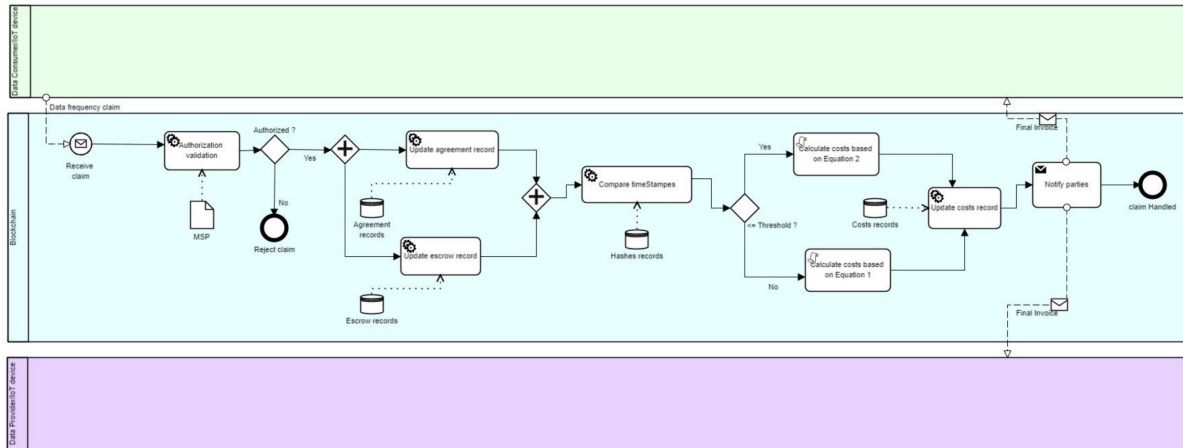 Data Consumer/IoT device
Data frequency claim
Blockchain
Receive
claim
Authorization
validation
MSP
Authorized ?
Yes
No
Reject claim
Update agreement record
Agreement
records
Update escrow record
Escrow records
Compare timeStampes
Hashes records
<= Threshold ?
Yes
Calculate costs based
on Equation 2
No
Calculate costs based
on Equation 1
Costs records
Update costs record
Final Invoice
Notify parties
Final Invoice
claim Handled
Data Provider/IoT device